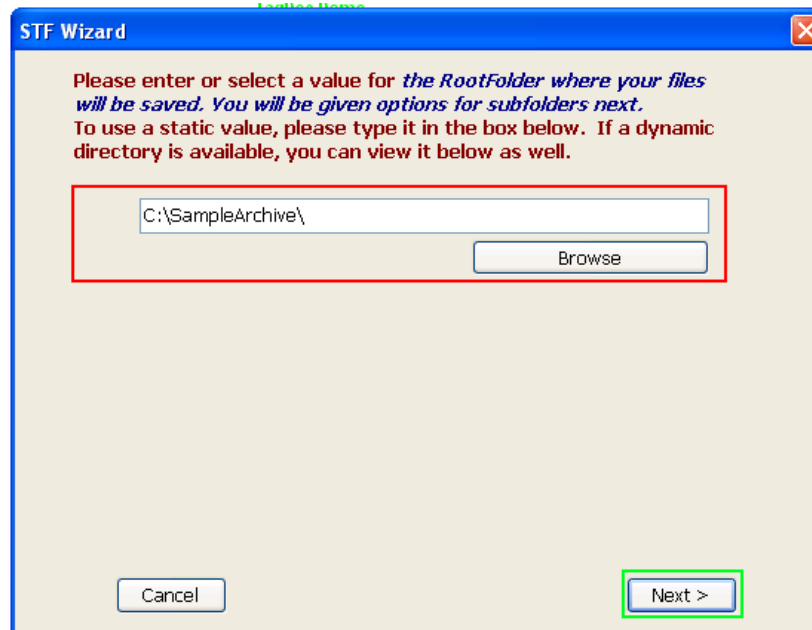 STF Wizard
Please enter or select a value for the RootFolder where your files
will be saved. You will be given options for subfolders next.
To use a static value, please type it in the box below. If a dynamic
directory is available, you can view it below as well.
C:\SampleArchive\
Browse
Cancel
Next >